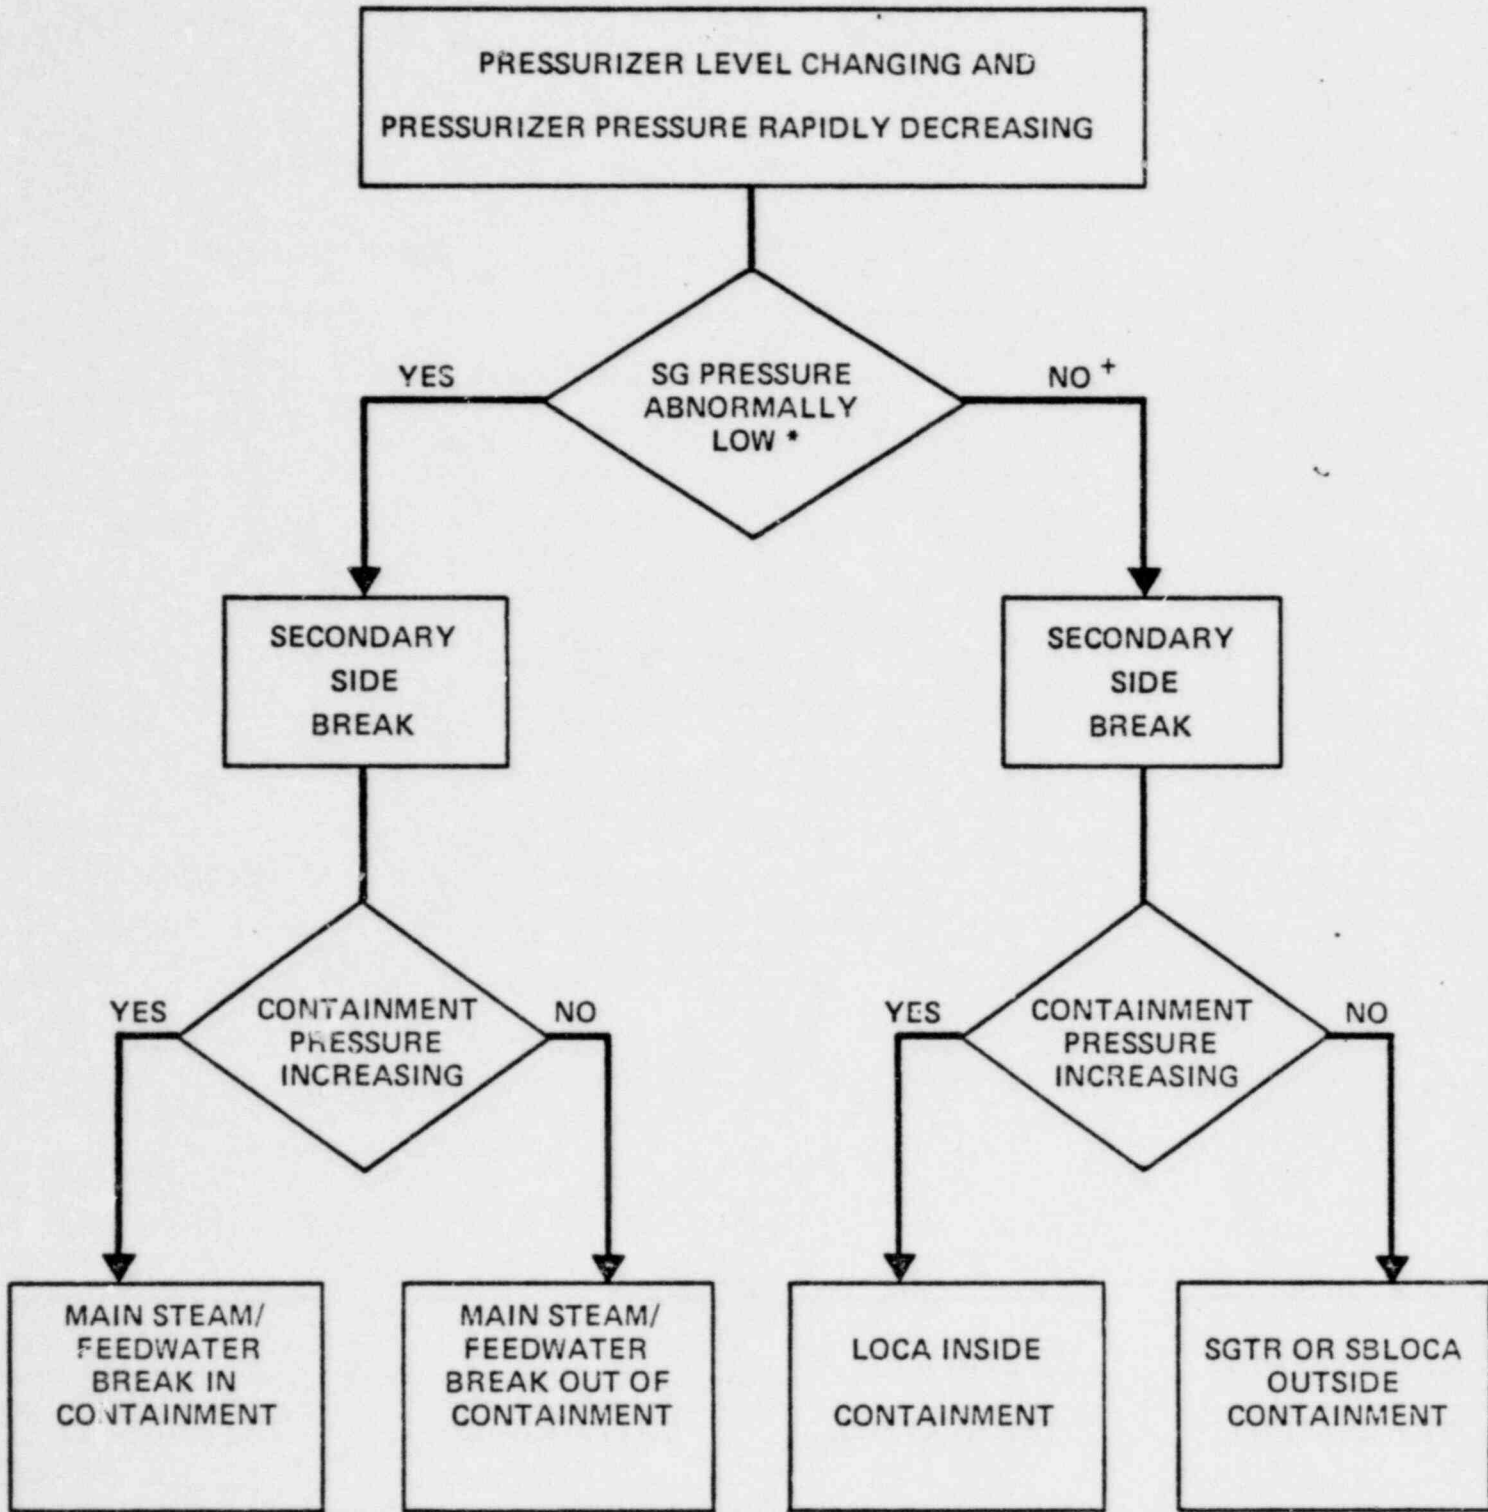 PRESSURIZER LEVEL CHANGING AND
PRESSURIZER PRESSURE RAPIDLY DECREASING
YES
SG PRESSURE
ABNORMALLY
LOW *
NO +
SECONDARY
SIDE
BREAK
SECONDARY
SIDE
BREAK
YES
CONTAINMENT
PRESSURE
INCREASING
NO
YES
CONTAINMENT
PRESSURE
INCREASING
NO
MAIN STEAM/
FEEDWATER
BREAK IN
CONTAINMENT
MAIN STEAM/
FEEDWATER
BREAK OUT OF
CONTAINMENT
LOCA INSIDE
CONTAINMENT
SGTR OR SBLOCA
OUTSIDE
CONTAINMENT